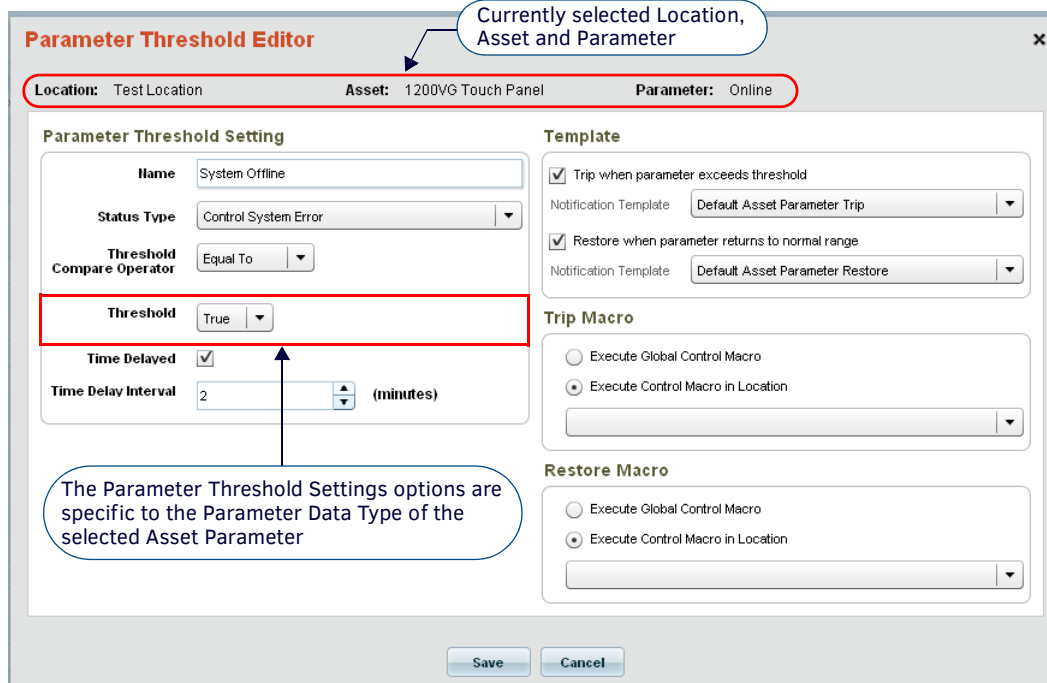 Currently selected Location,
Asset and Parameter
Parameter Threshold Editor
Location: Test Location Asset: 1200VG Touch Panel Parameter: Online
Parameter Threshold Setting
Name System Offline
Status Type Control System Error
Threshold
Compare Operator Equal To
Threshold True
Time Delayed
Time Delay Interval 2 (minutes)
The Parameter Threshold Settings options are
specific to the Parameter Data Type of the
selected Asset Parameter
Template
Trip when parameter exceeds threshold
Notification Template Default Asset Parameter Trip
Restore when parameter returns to normal range
Notification Template Default Asset Parameter Restore
Trip Macro
Execute Global Control Macro
Execute Control Macro in Location
Restore Macro
Execute Global Control Macro
Execute Control Macro in Location
Save Cancel